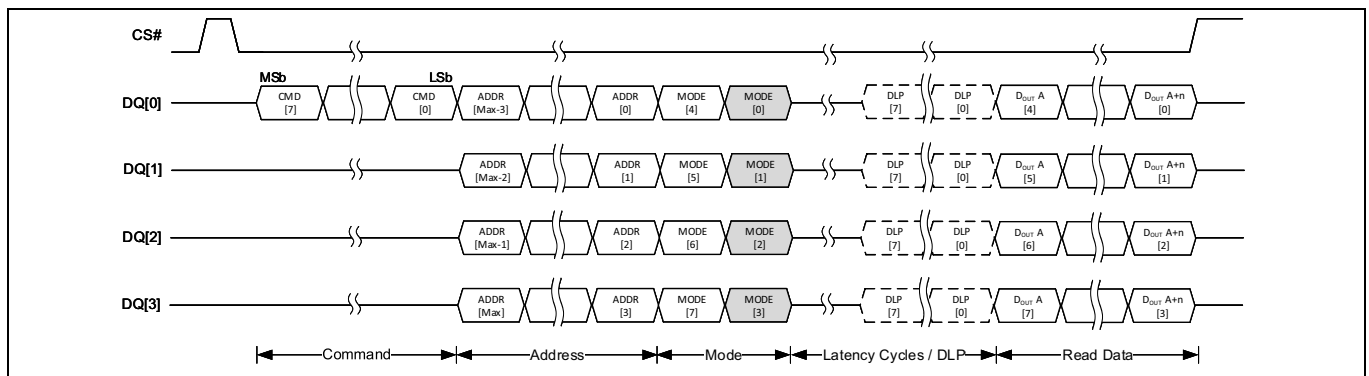 CS#
MSb LSb
DQ[0] CMD [7] CMD [0] ADDR [Max-3] ADDR [0] MODE [4] MODE [0] DLP [7] DLP [0] DOUT A [4] DOUT A+n [0]
DQ[1] ADDR [Max-2] ADDR [1] MODE [5] MODE [1] DLP [7] DLP [0] DOUT A [5] DOUT A+n [1]
DQ[2] ADDR [Max-1] ADDR [2] MODE [6] MODE [2] DLP [7] DLP [0] DOUT A [6] DOUT A+n [2]
DQ[3] ADDR [Max] ADDR [3] MODE [7] MODE [3] DLP [7] DLP [0] DOUT A [7] DOUT A+n [3]
Command Address Mode Latency Cycles / DLP Read Data